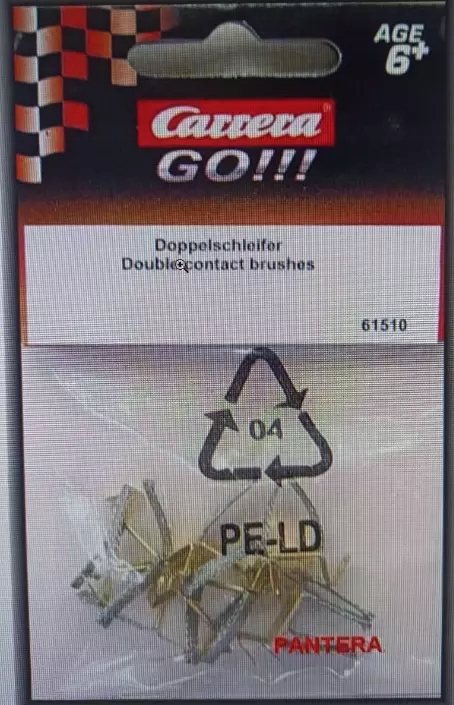 AGE
6+
Carrera®
GO!!!
Doppelschleifer
Double contact brushes
61510
04
PE-LD
PANTERA